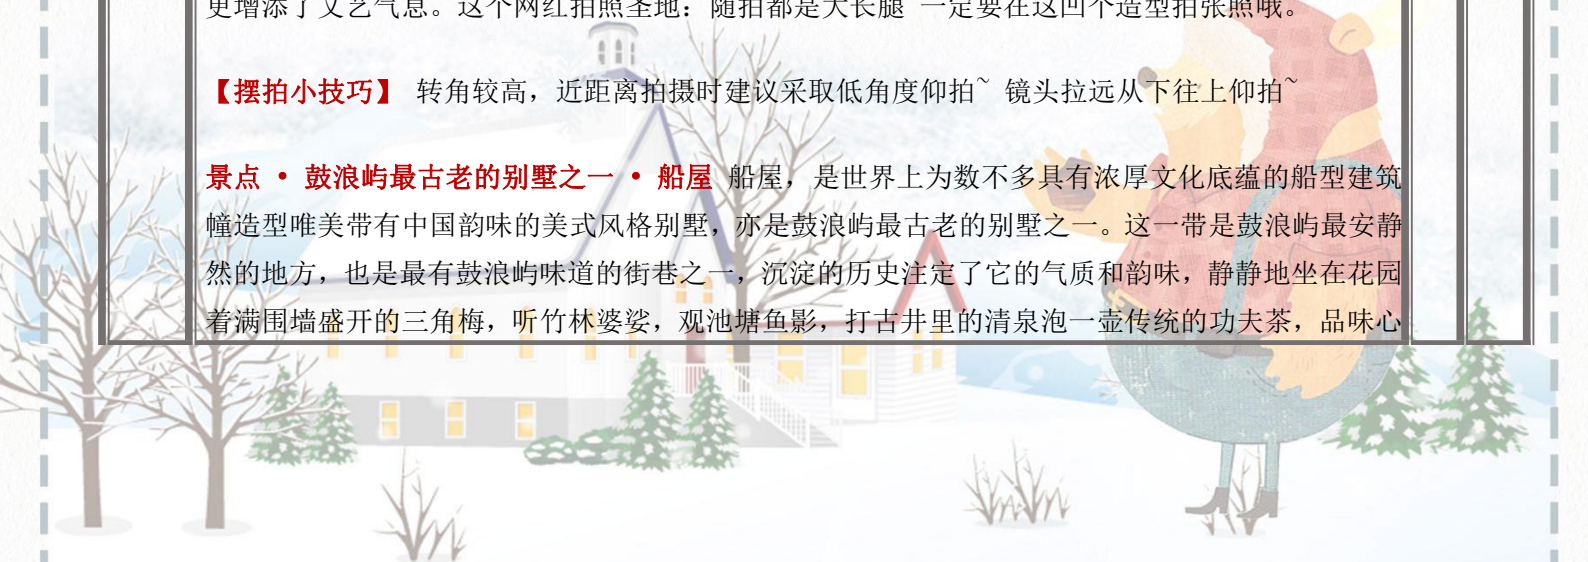 更增添了文艺气息。这个网红拍照圣地：随拍都是大长腿 一定要在这凹个造型拍张照哦。
【摆拍小技巧】 转角较高，近距离拍摄时建议采取低角度仰拍~ 镜头拉远从下往上仰拍~
景点 • 鼓浪屿最古老的别墅之一 • 船屋 船屋，是世界上为数不多具有浓厚文化底蕴的船型建筑
幢造型唯美带有中国韵味的美式风格别墅，亦是鼓浪屿最古老的别墅之一。这一带是鼓浪屿最安静
然的地方，也是最有鼓浪屿味道的街巷之一，沉淀的历史注定了它的气质和韵味，静静地坐在花园
着满围墙盛开的三角梅，听竹林婆娑，观池塘鱼影，打古井里的清泉泡一壶传统的功夫茶，品味心